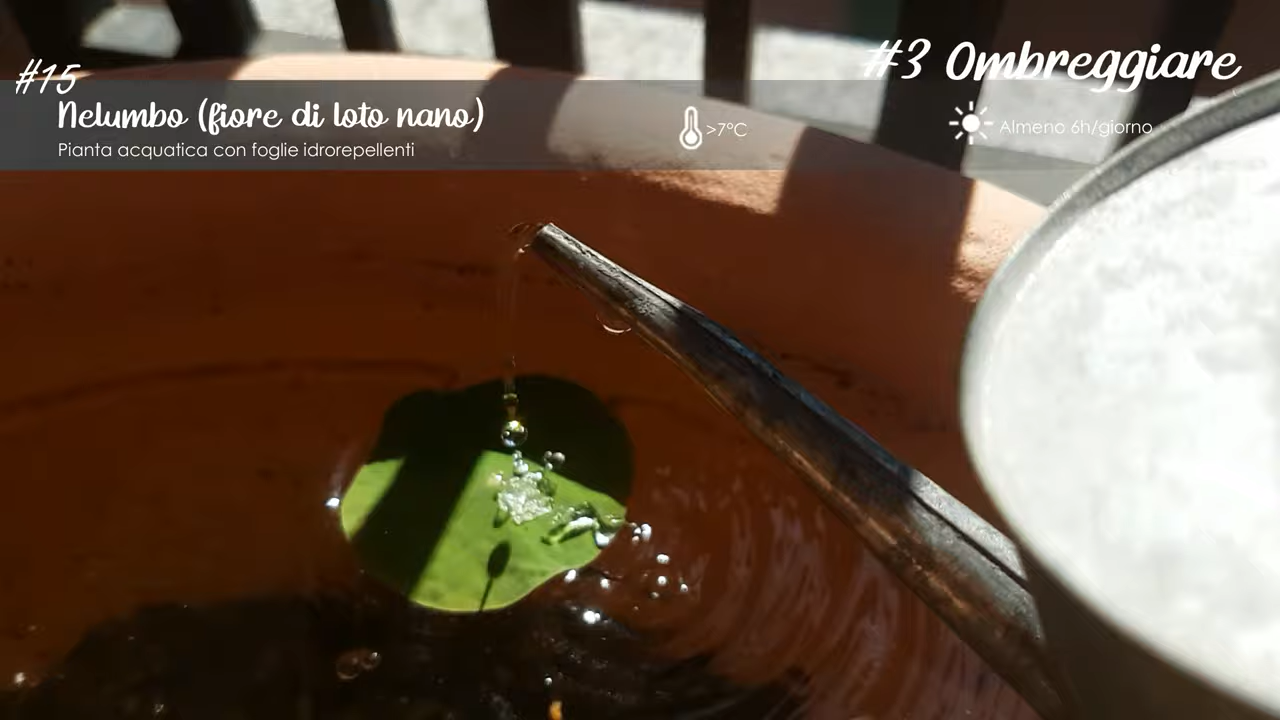 #3 Ombreggiare
#15
Nelumbo (fiore di loto nano)
Pianta acquatica con foglie idrorepellenti
>7°C
Almeno 6h/giorno